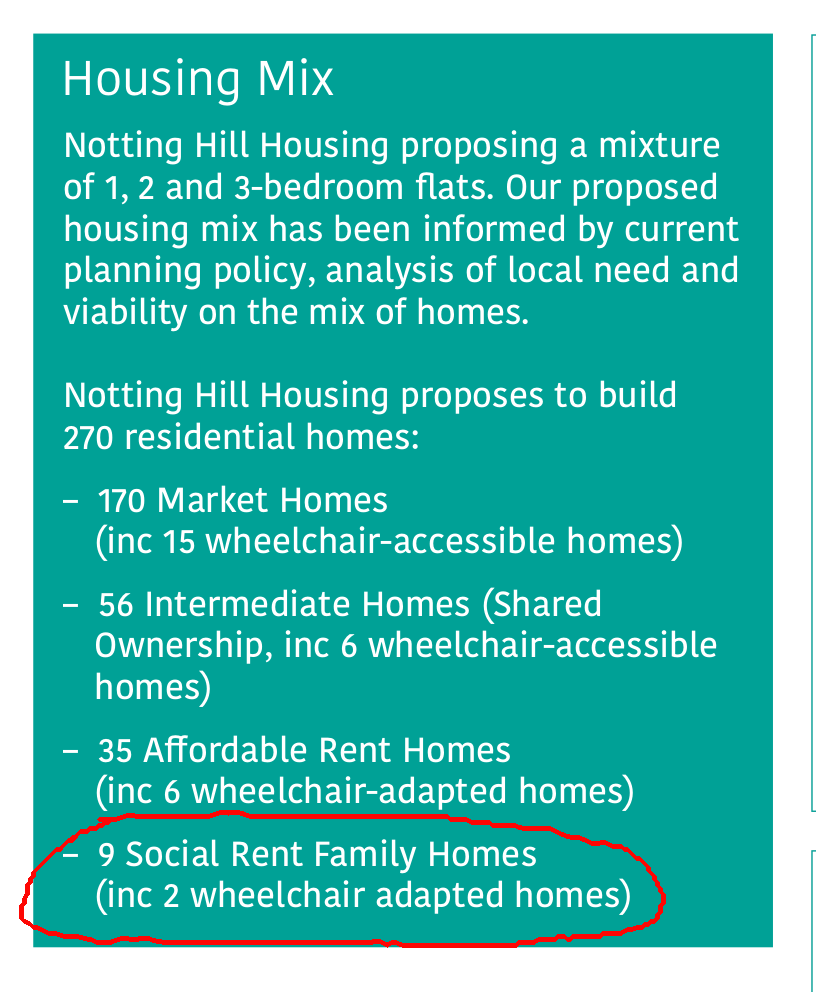 Housing Mix
Notting Hill Housing proposing a mixture
of 1, 2 and 3-bedroom flats. Our proposed
housing mix has been informed by current
planning policy, analysis of local need and
viability on the mix of homes.
Notting Hill Housing proposes to build
270 residential homes:
– 170 Market Homes
(inc 15 wheelchair-accessible homes)
– 56 Intermediate Homes (Shared
Ownership, inc 6 wheelchair-accessible
homes)
– 35 Affordable Rent Homes
(inc 6 wheelchair-adapted homes)
– 9 Social Rent Family Homes
(inc 2 wheelchair adapted homes)